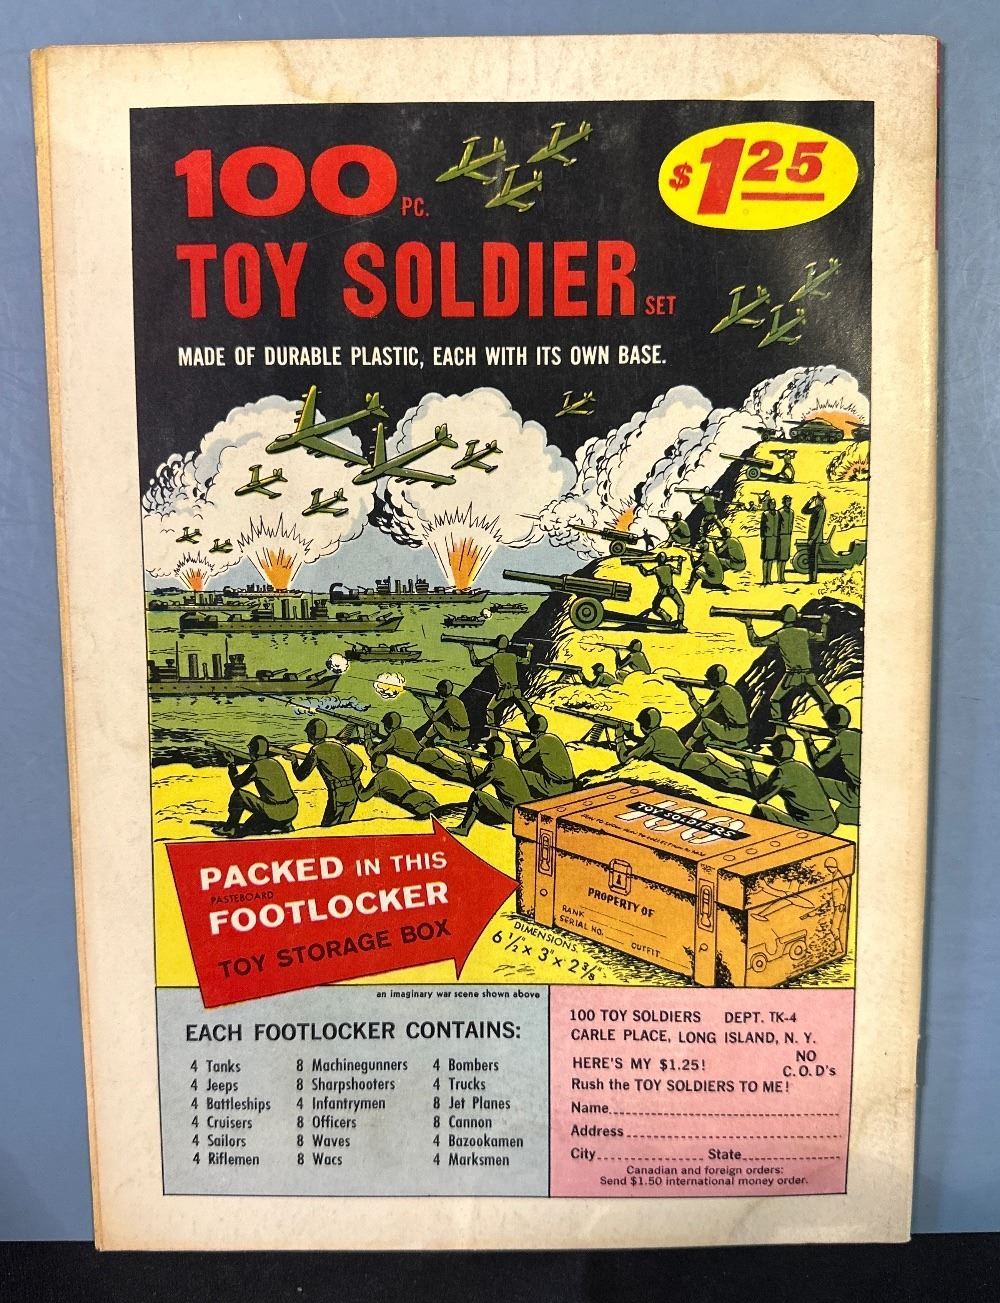 100 PC.
$1.25
TOY SOLDIER SET
MADE OF DURABLE PLASTIC, EACH WITH ITS OWN BASE.
100
TOY SOLDIERS
PACKED IN THIS
PASTEBOARD
FOOTLOCKER
TOY STORAGE BOX
PROPERTY OF
RANK
SERIAL NO.
OUTFIT
DIMENSIONS:
6 1/2" x 3" x 2 3/8"
an imaginary war scene shown above
EACH FOOTLOCKER CONTAINS:
4 Tanks
4 Jeeps
4 Battleships
4 Cruisers
4 Sailors
4 Riflemen
8 Machinegunners
8 Sharpshooters
4 Infantrymen
8 Officers
8 Waves
8 Wacs
4 Bombers
4 Trucks
8 Jet Planes
8 Cannon
4 Bazookamen
4 Marksmen
100 TOY SOLDIERS DEPT. TK-4
CARLE PLACE, LONG ISLAND, N. Y.
HERE'S MY $1.25!
NO
C.O.D's
Rush the TOY SOLDIERS TO ME!
Name
Address
City State
Canadian and foreign orders:
Send $1.50 international money order.